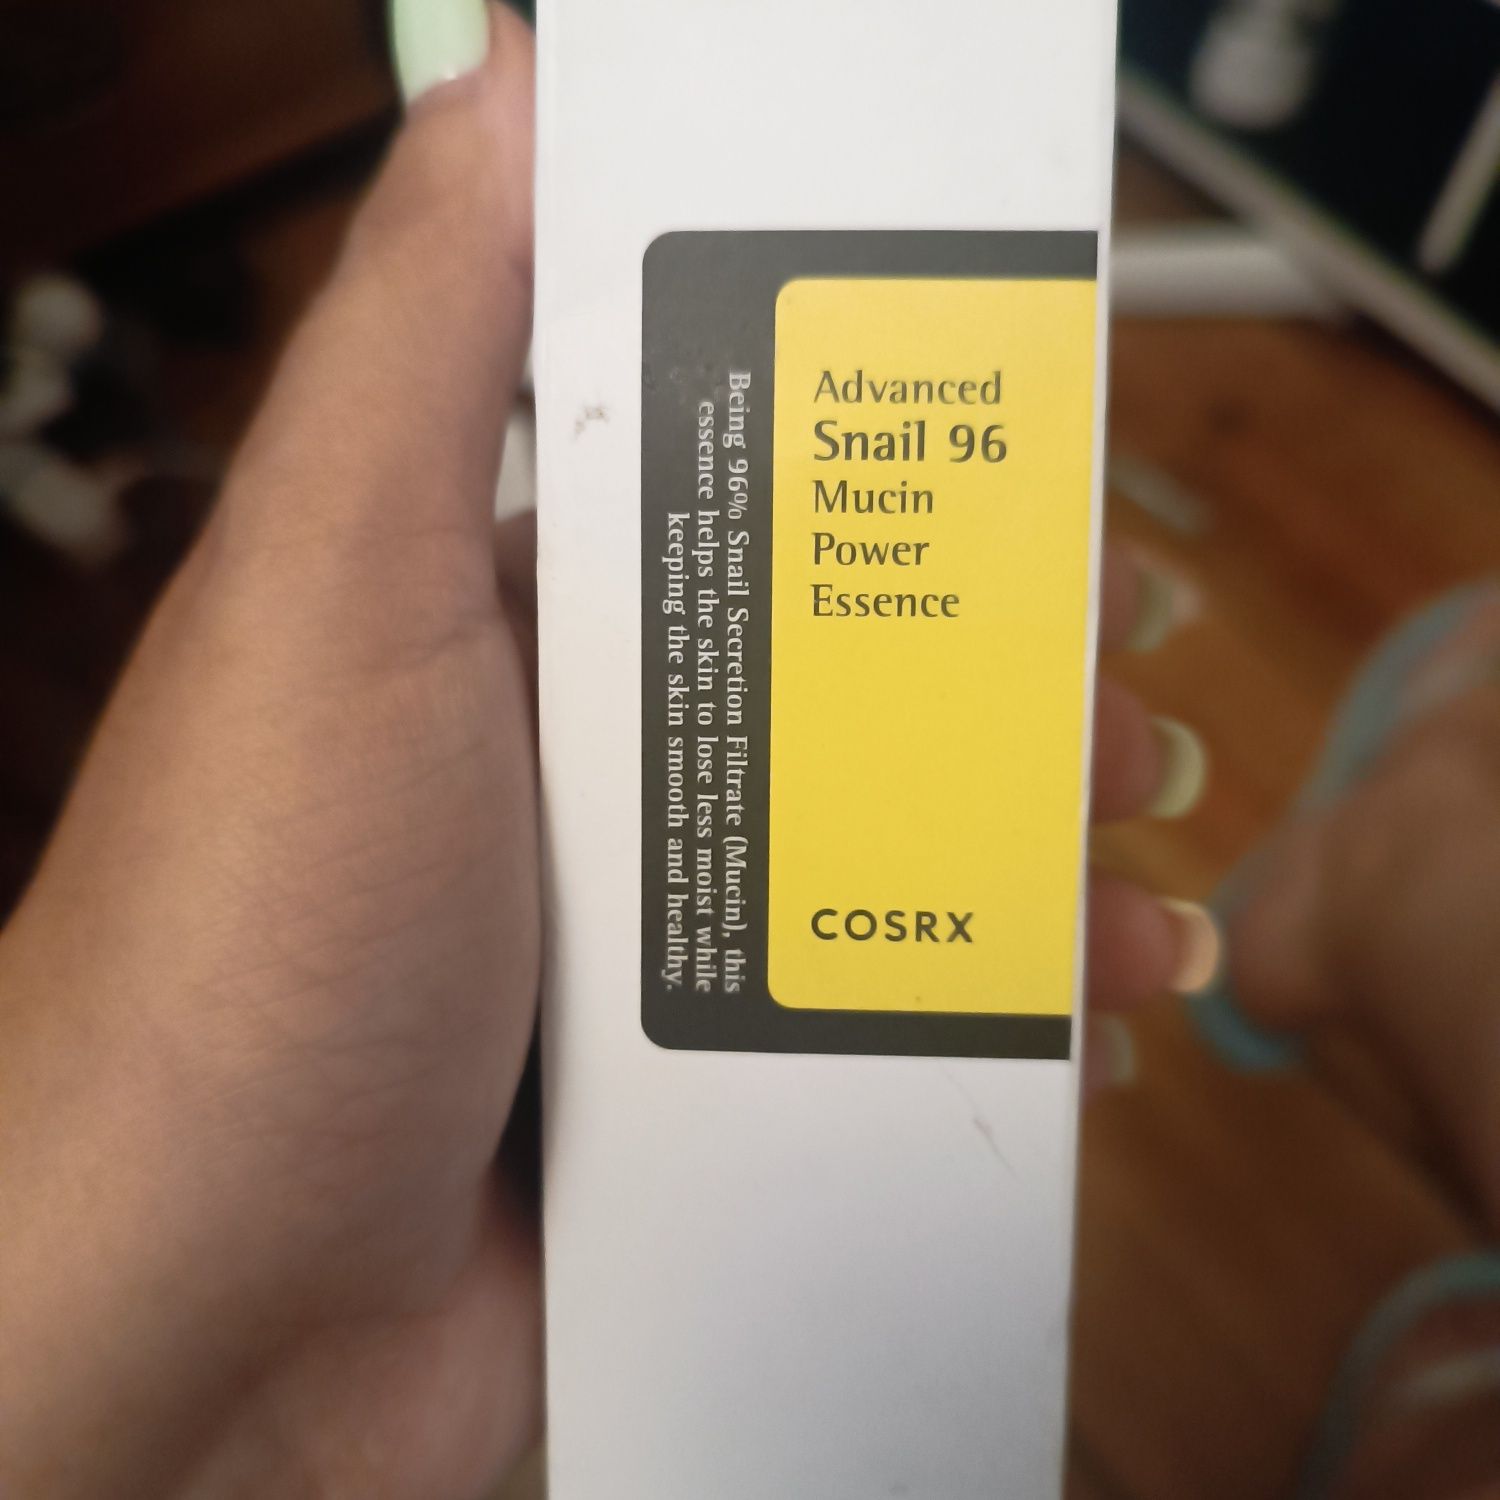 Advanced
Snail 96
Mucin
Power
Essence
COSRX
Being 96% Snail Secretion Filtrate (Mucin), this
essence helps the skin to lose less moist while
keeping the skin smooth and healthy.